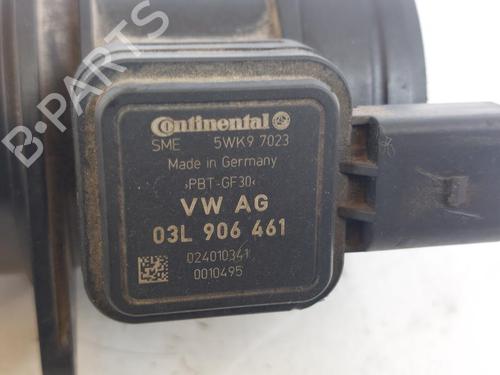 B-PARTS
Continental
SME 5WK9 7023
Made in Germany
›PBT-GF30‹
VW AG
03L 906 461
024010341
0010495